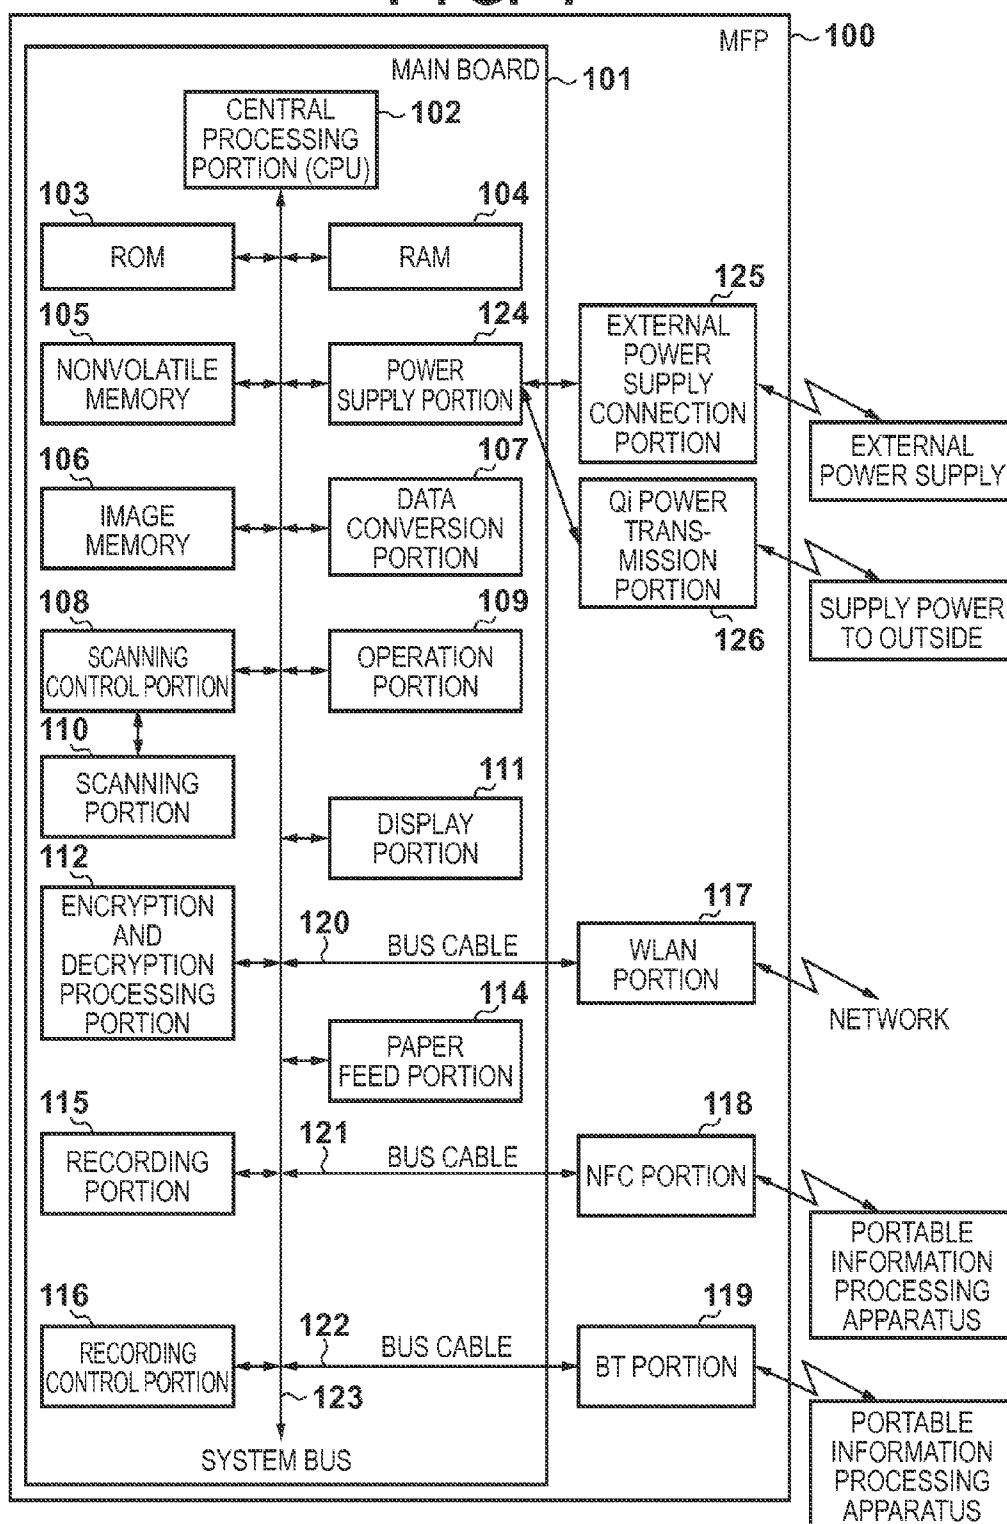 MFP
100
MAIN BOARD
101
CENTRAL
PROCESSING
PORTION (CPU)
102
103
ROM
104
RAM
105
NONVOLATILE
MEMORY
124
POWER
SUPPLY PORTION
125
EXTERNAL
POWER
SUPPLY
CONNECTION
PORTION
EXTERNAL
POWER SUPPLY
106
IMAGE
MEMORY
107
DATA
CONVERSION
PORTION
Qi POWER
TRANS-
MISSION
PORTION
126
SUPPLY POWER
TO OUTSIDE
108
SCANNING
CONTROL PORTION
109
OPERATION
PORTION
110
SCANNING
PORTION
111
DISPLAY
PORTION
112
ENCRYPTION
AND
DECRYPTION
PROCESSING
PORTION
120
BUS CABLE
117
WLAN
PORTION
NETWORK
114
PAPER
FEED PORTION
115
RECORDING
PORTION
121
BUS CABLE
118
NFC PORTION
PORTABLE
INFORMATION
PROCESSING
APPARATUS
116
RECORDING
CONTROL PORTION
122
BUS CABLE
119
BT PORTION
PORTABLE
INFORMATION
PROCESSING
APPARATUS
123
SYSTEM BUS